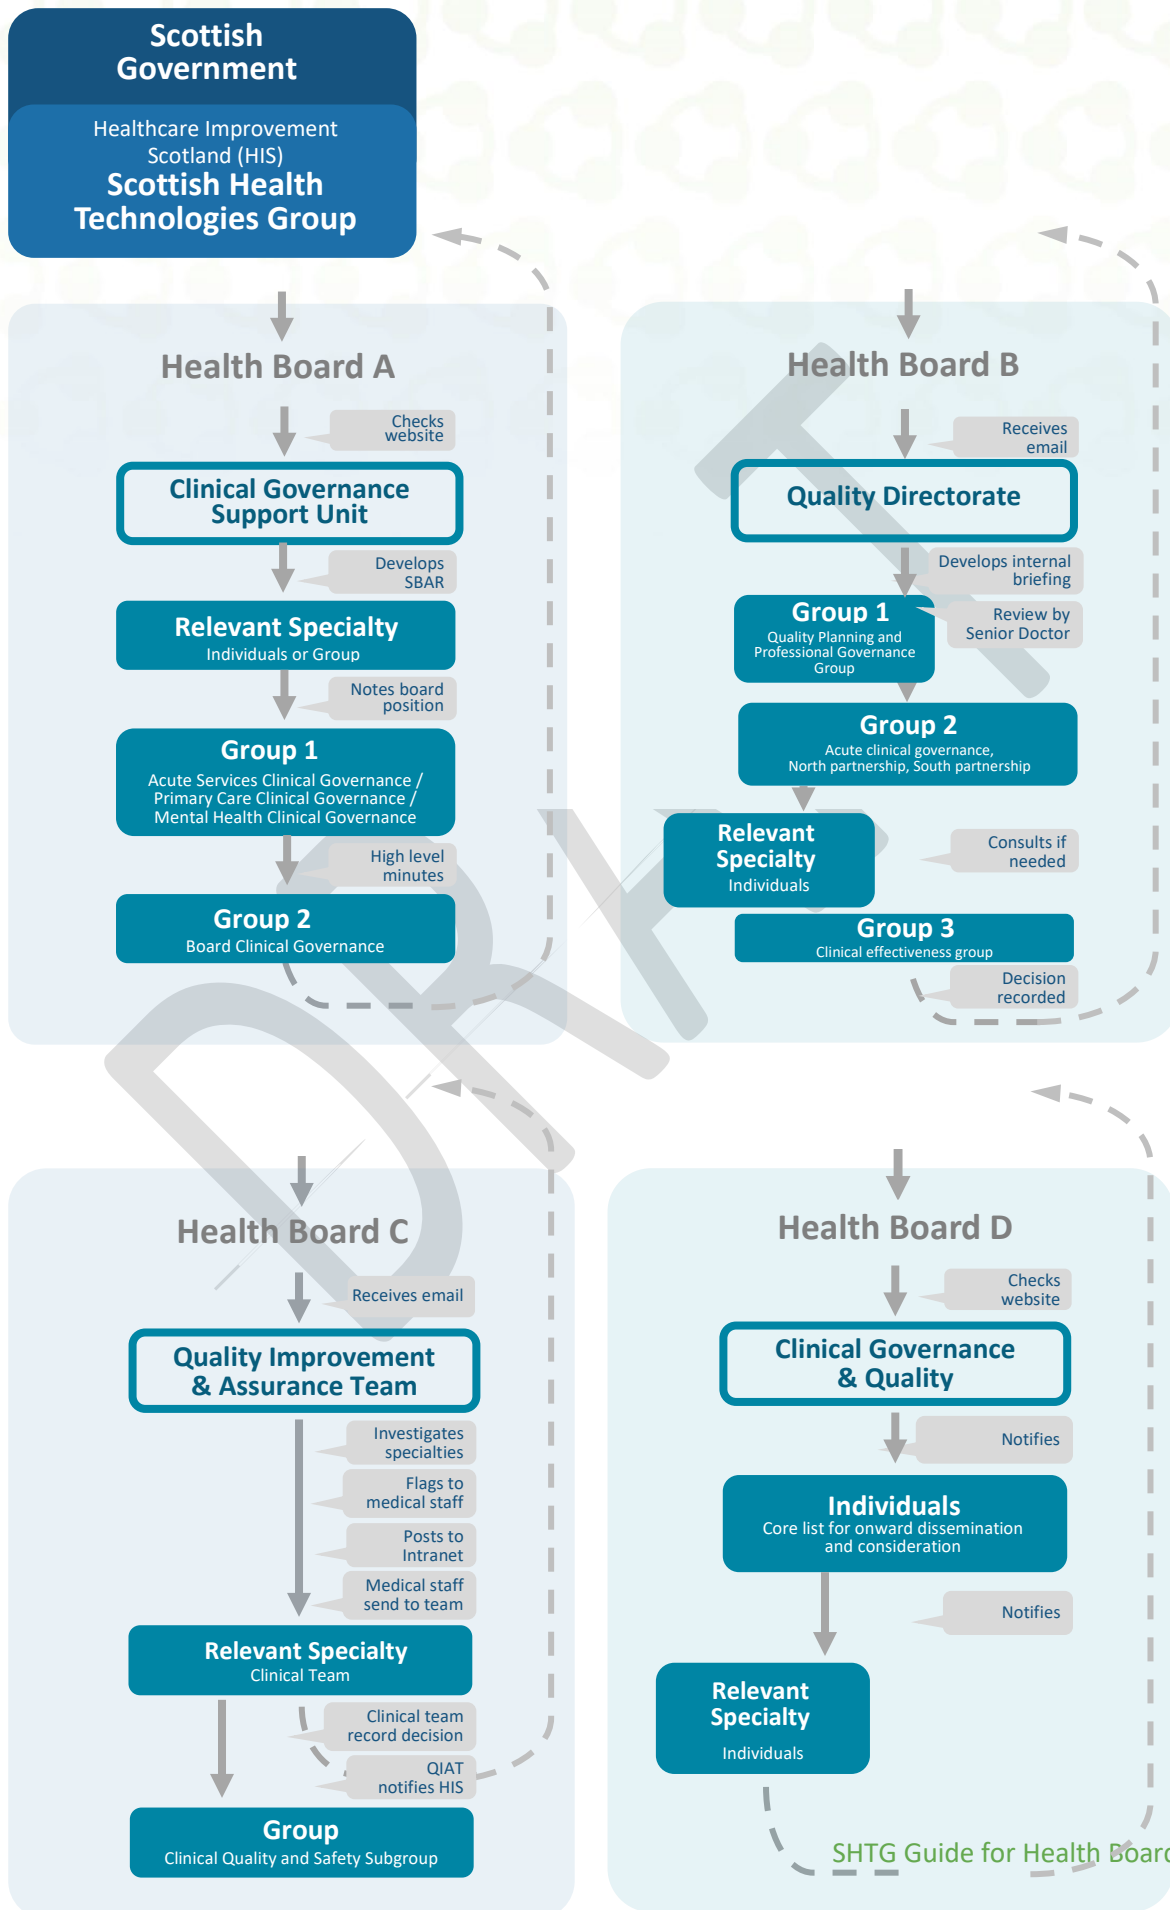 Scottish
Government
Healthcare Improvement
Scotland (HIS)
Scottish Health
Technologies Group
Health Board A
Checks
website
Clinical Governance
Support Unit
Develops
SBAR
Relevant Specialty
Individuals or Group
Notes board
position
Group 1
Acute Services Clinical Governance /
Primary Care Clinical Governance /
Mental Health Clinical Governance
High level
minutes
Group 2
Board Clinical Governance
Health Board B
Receives
email
Quality Directorate
Develops internal
briefing
Group 1
Quality Planning and
Professional Governance
Group
Review by
Senior Doctor
Group 2
Acute clinical governance,
North partnership, South partnership
Relevant
Specialty
Individuals
Consults if
needed
Group 3
Clinical effectiveness group
Decision
recorded
Health Board C
Receives email
Quality Improvement
& Assurance Team
Investigates
specialties
Flags to
medical staff
Posts to
Intranet
Medical staff
send to team
Relevant Specialty
Clinical Team
Clinical team
record decision
QIAT
notifies HIS
Group
Clinical Quality and Safety Subgroup
Health Board D
Checks
website
Clinical Governance
& Quality
Notifies
Individuals
Core list for onward dissemination
and consideration
Notifies
Relevant
Specialty
Individuals
SHTG Guide for Health Board
DRAFT